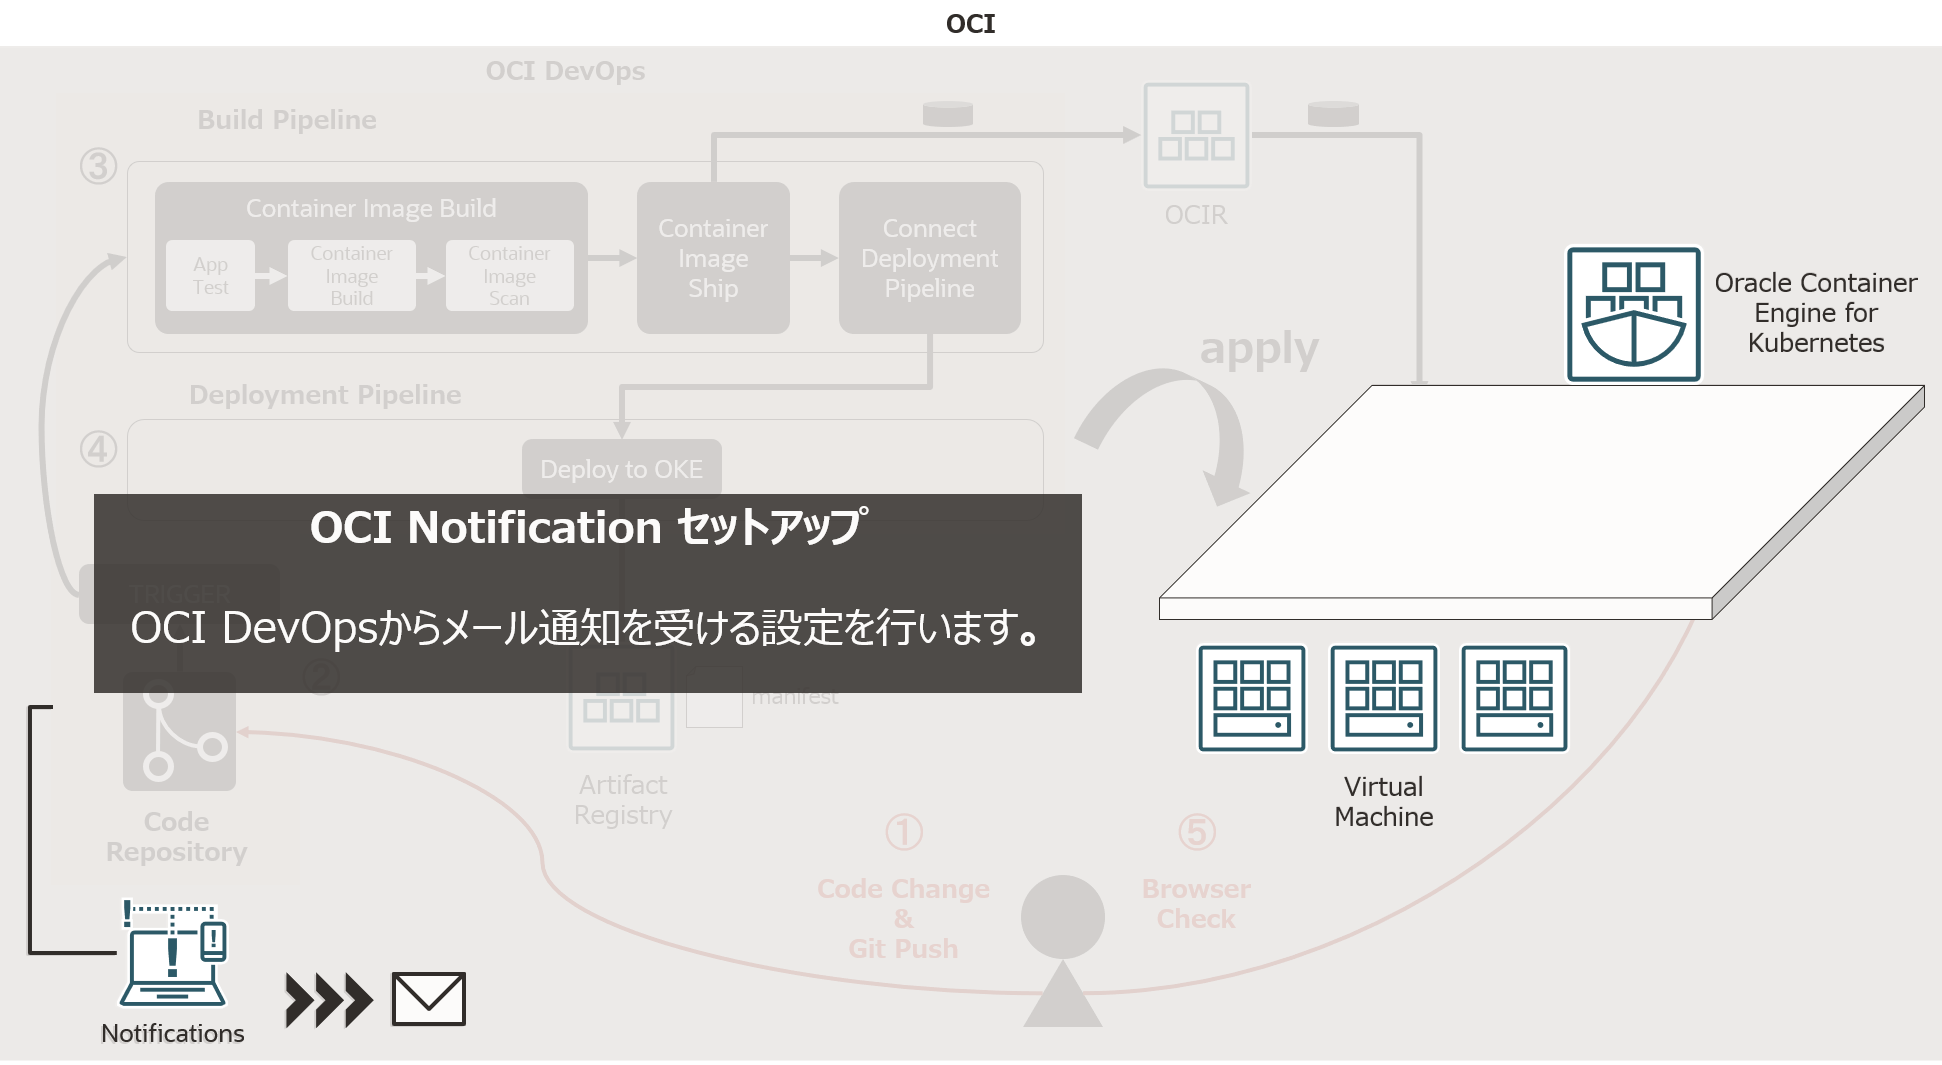 OCI
OCI DevOps
Build Pipeline
③
Container Image Build
App
Test
Container
Image
Build
Container
Image
Scan
Container
Image
Ship
Connect
Deployment
Pipeline
OCIR
Oracle Container
Engine for
Kubernetes
apply
Deployment Pipeline
④
Deploy to OKE
OCI Notification セットアップ
TRIGGER
OCI DevOpsからメール通知を受ける設定を行います。
②
manifest
Artifact
Registry
Code
Repository
Virtual
Machine
①
Code Change
&
Git Push
⑤
Browser
Check
Notifications